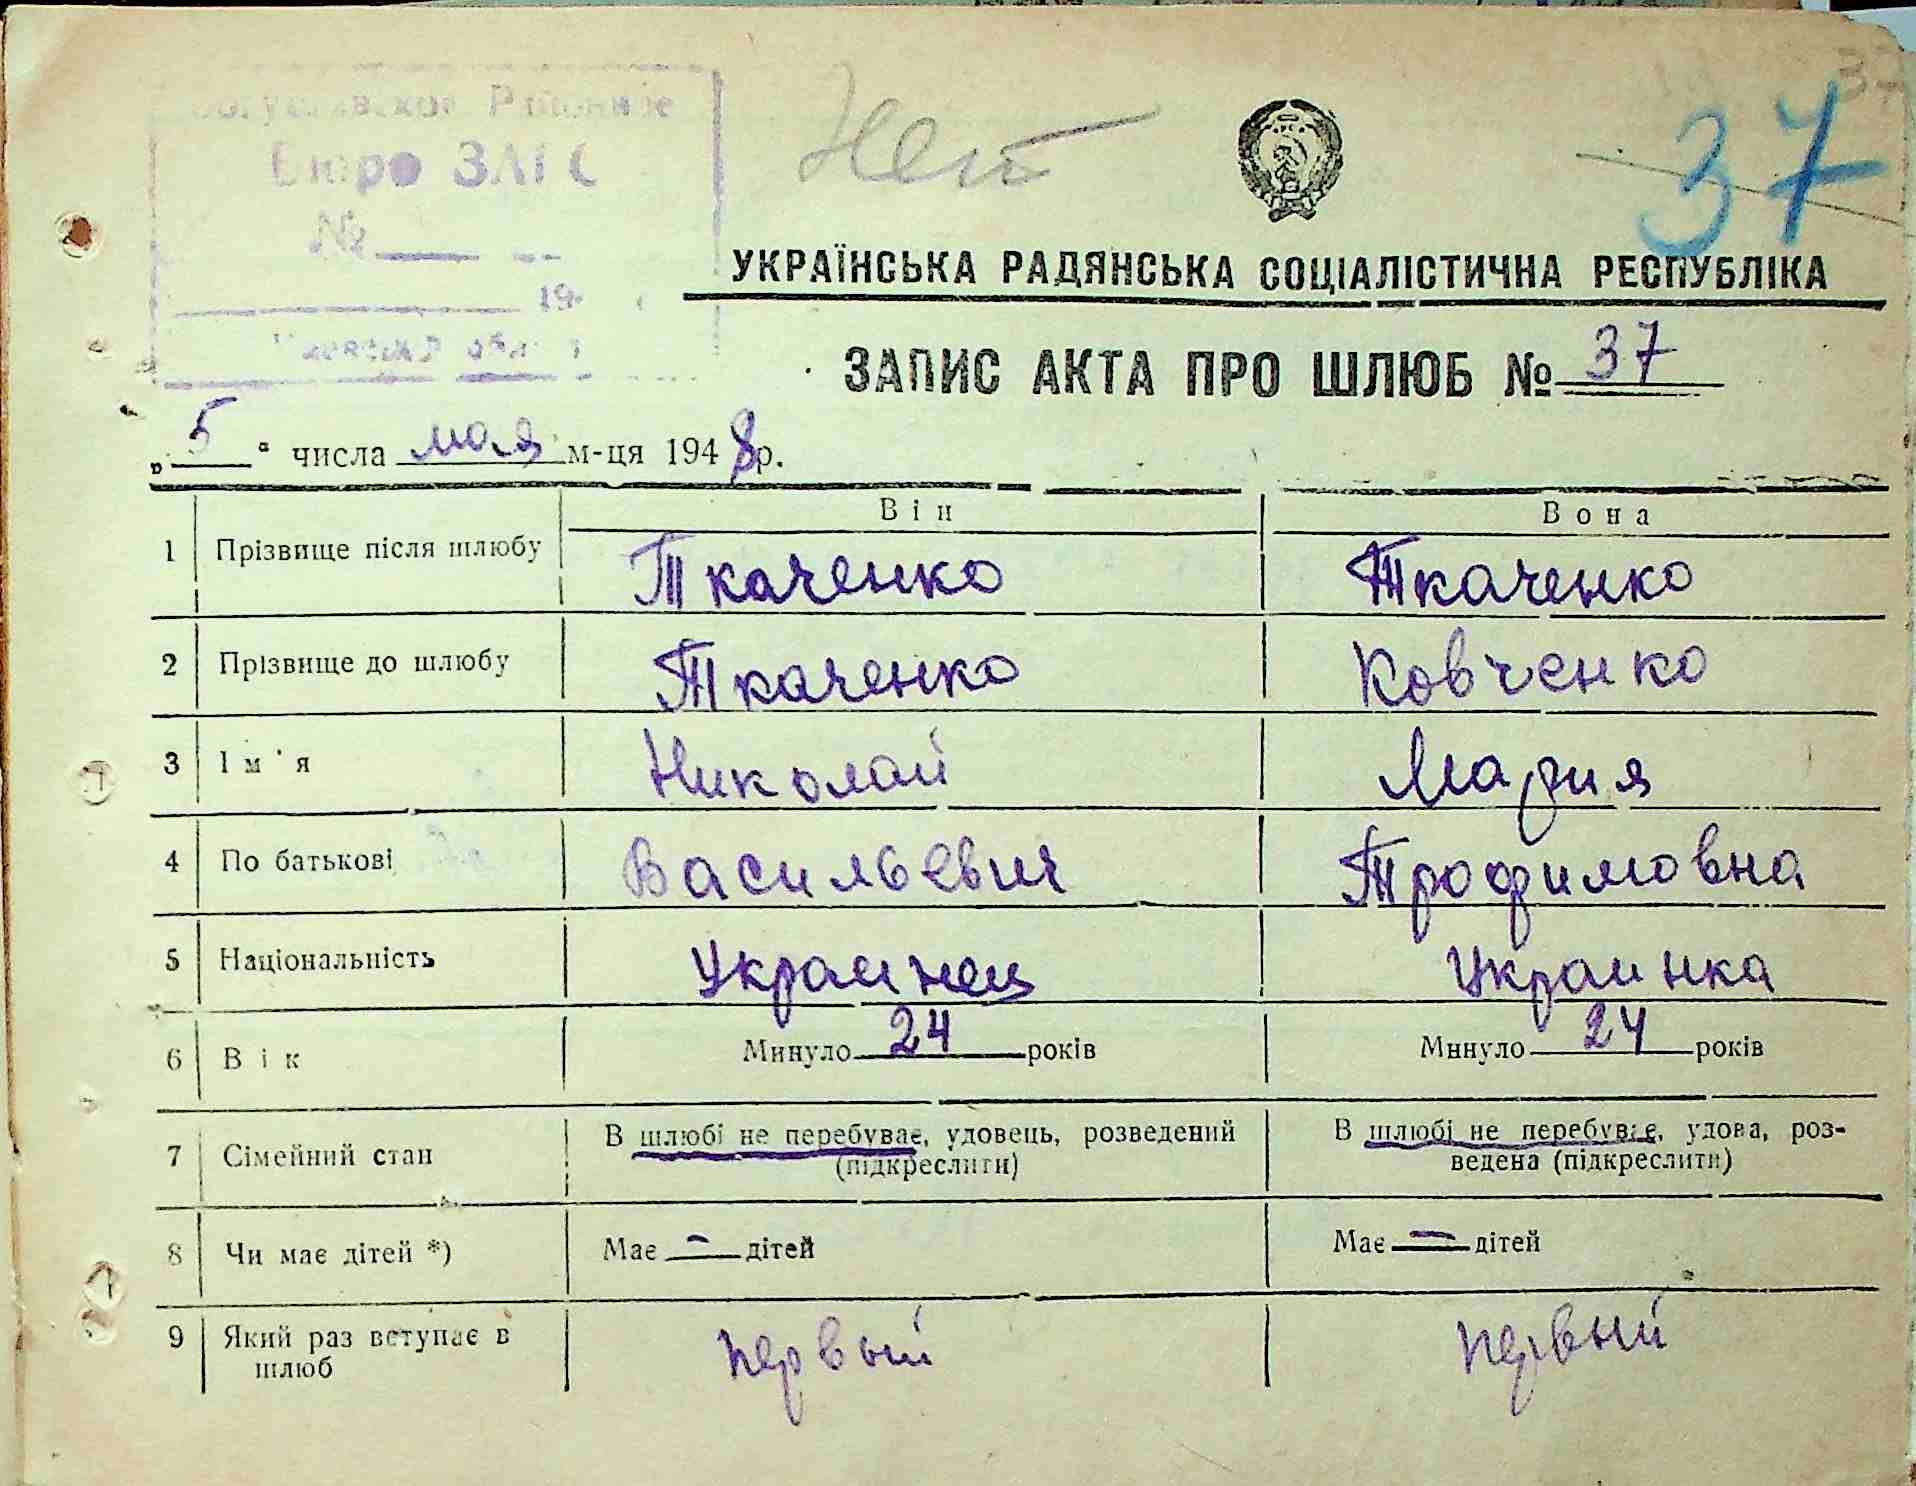 Районное
Бюро ЗАГС
№
19
Нет
37
37
УКРАЇНСЬКА РАДЯНСЬКА СОЦІАЛІСТИЧНА РЕСПУБЛІКА
ЗАПИС АКТА ПРО ШЛЮБ № 37
„ 5 “ числа мая м-ця 1948 р.
Він Вона
1 Прізвище після шлюбу Ткаченко Ткаченко
2 Прізвище до шлюбу Ткаченко Ковченко
3 Ім'я Николай Мария
4 По батькові Васильевич Трофимовна
5 Національність Украинец Украинка
6 Вік Минуло 24 років Минуло 24 років
7 Сімейний стан В шлюбі не перебуває, удовець, розведений (підкреслити) В шлюбі не перебуває, удова, роз-
ведена (підкреслити)
8 Чи має дітей *) Має — дітей Має — дітей
9 Який раз вступає в шлюб первый первый